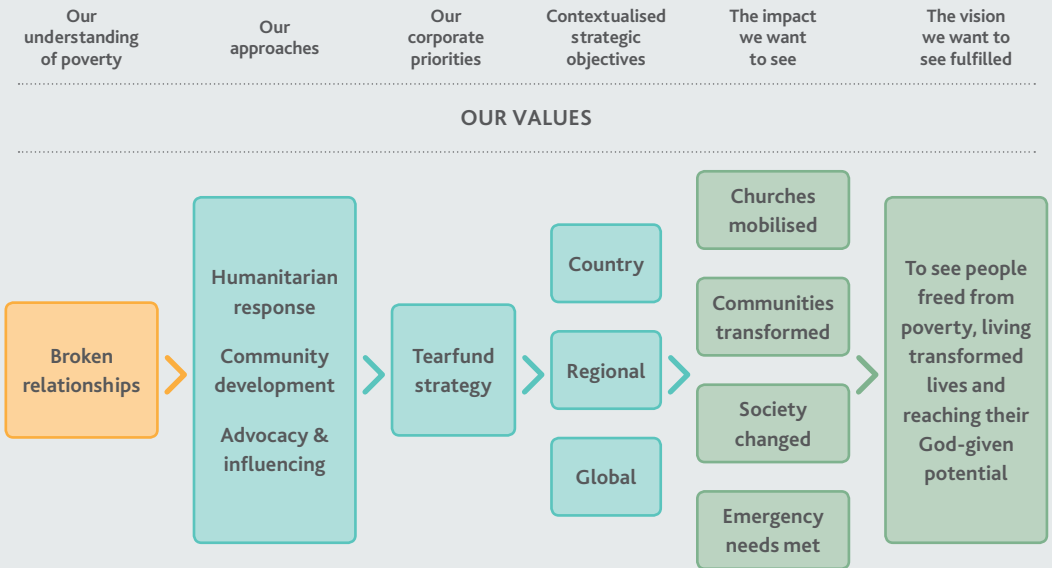 Our
understanding
of poverty
Our
approaches
Our
corporate
priorities
Contextualised
strategic
objectives
The impact
we want
to see
The vision
we want to
see fulfilled
OUR VALUES
Broken
relationships
Humanitarian
response
Community
development
Advocacy &
influencing
Tearfund
strategy
Country
Regional
Global
Churches
mobilised
Communities
transformed
Society
changed
Emergency
needs met
To see people
freed from
poverty, living
transformed
lives and
reaching their
God-given
potential